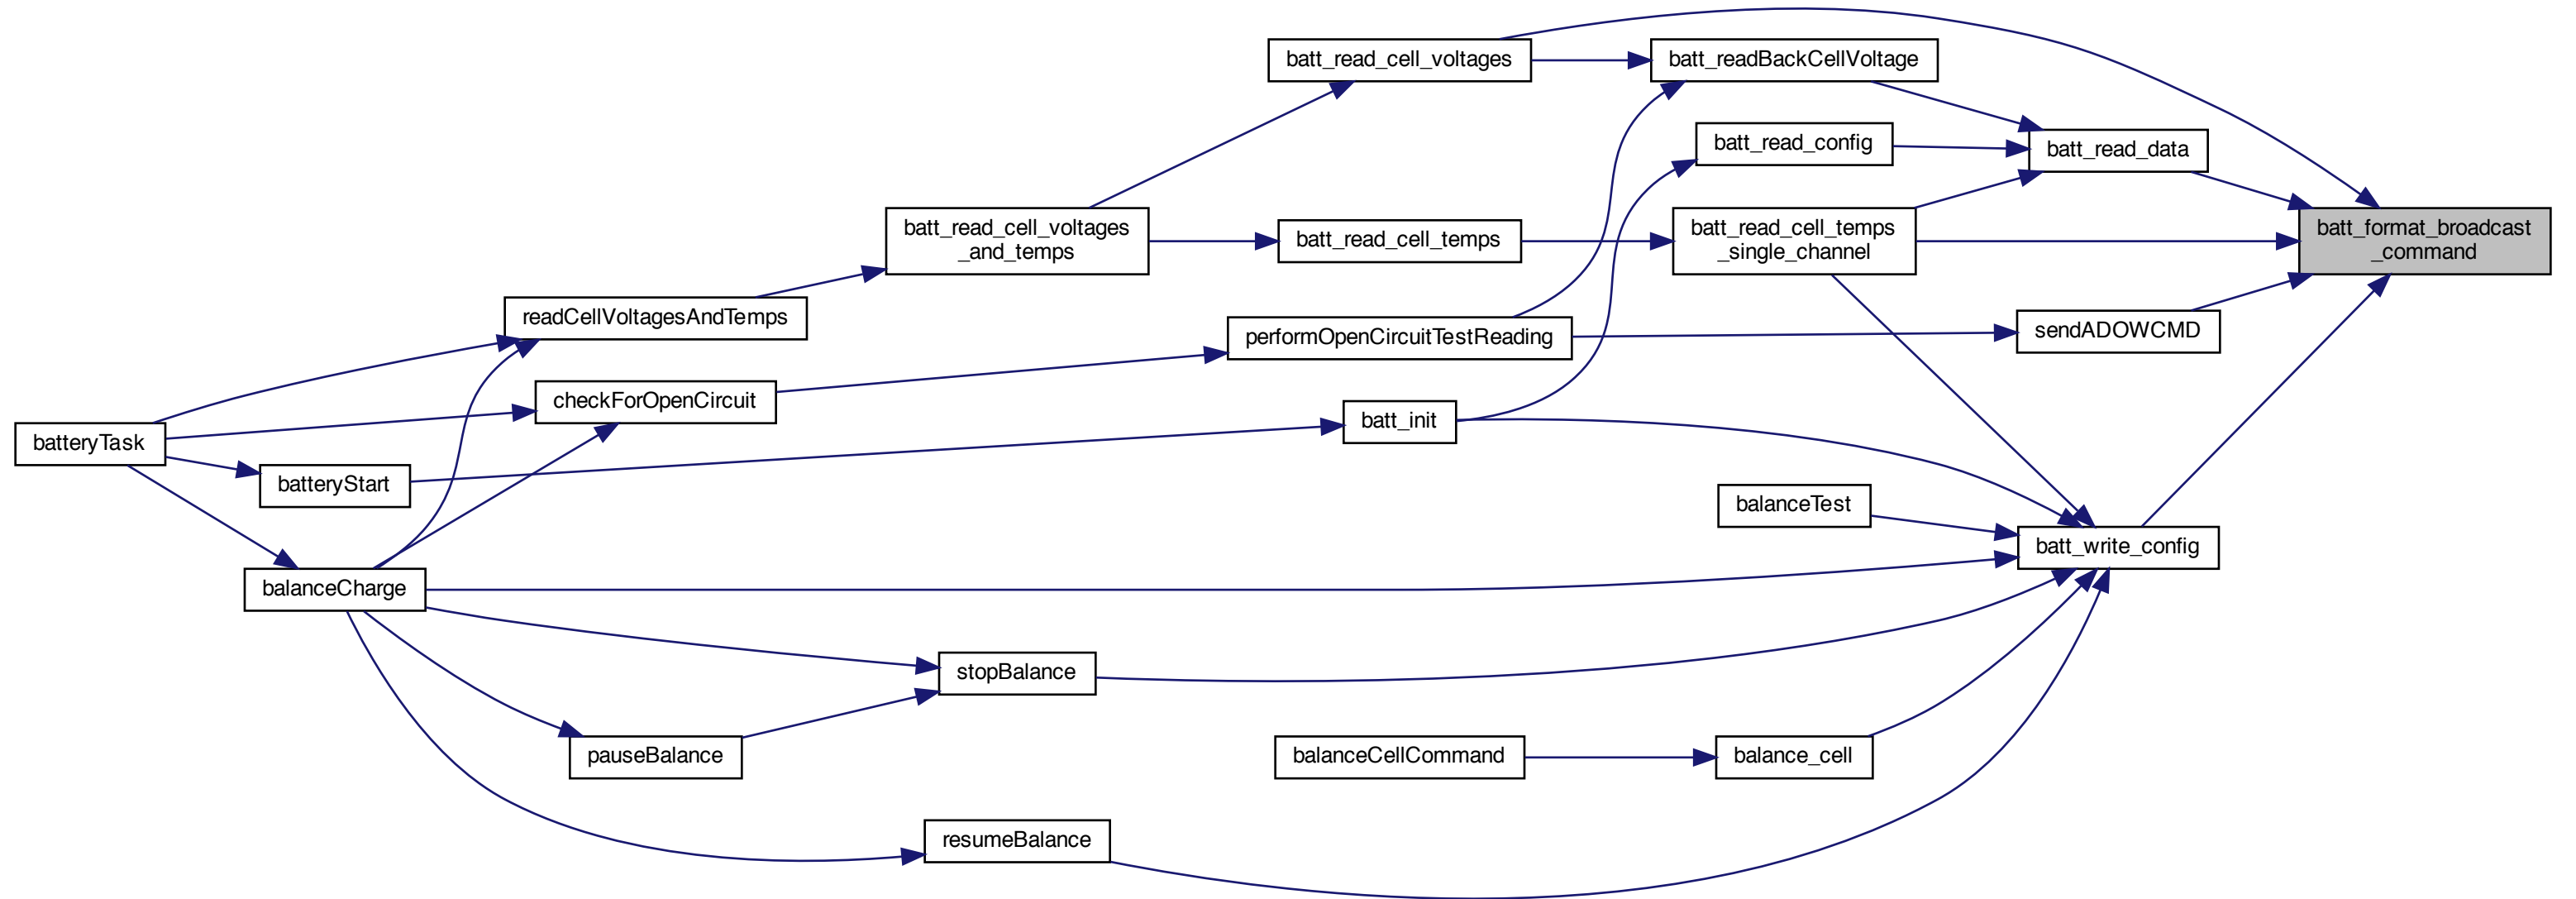 batt_read_cell_voltages
batt_readBackCellVoltage
batt_read_config
batt_read_data
batt_read_cell_voltages
_and_temps
batt_read_cell_temps
batt_read_cell_temps
_single_channel
batt_format_broadcast
_command
readCellVoltagesAndTemps
performOpenCircuitTestReading
sendADOWCMD
checkForOpenCircuit
batt_init
batteryTask
batteryStart
balanceTest
batt_write_config
balanceCharge
stopBalance
pauseBalance
balanceCellCommand
balance_cell
resumeBalance